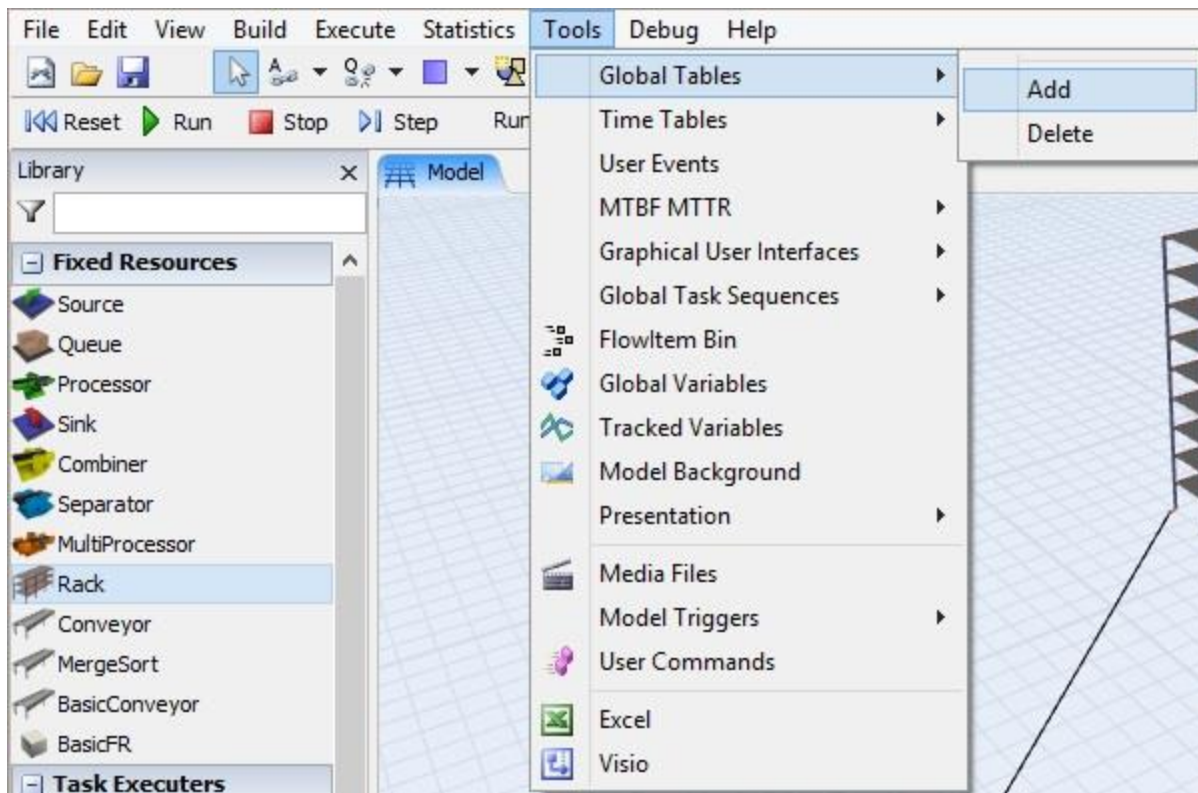 File Edit View Build Execute Statistics Tools Debug Help
Reset Run Stop Step Run
Library
Model
Fixed Resources
Source
Queue
Processor
Sink
Combiner
Separator
MultiProcessor
Rack
Conveyor
MergeSort
BasicConveyor
BasicFR
Task Executers
Global Tables
Time Tables
User Events
MTBF MTTR
Graphical User Interfaces
Global Task Sequences
FlowItem Bin
Global Variables
Tracked Variables
Model Background
Presentation
Media Files
Model Triggers
User Commands
Excel
Visio
Add
Delete